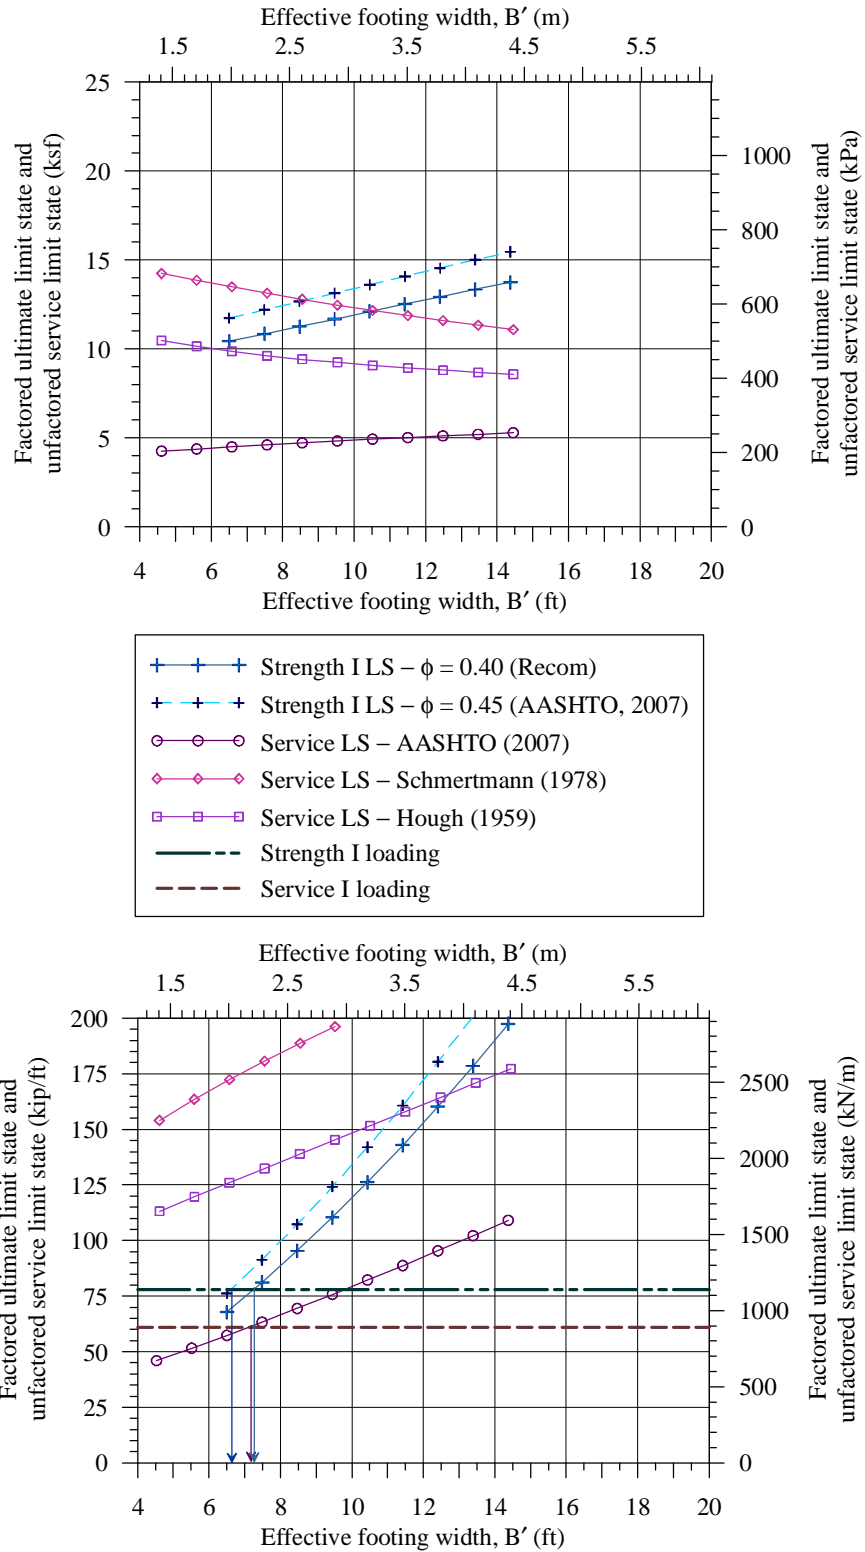 Effective footing width, B′ (m)
1.5 2.5 3.5 4.5 5.5
Factored ultimate limit state and
unfactored service limit state (ksf)
25
20
15
10
5
0
1000
800
600
400
200
0
Factored ultimate limit state and
unfactored service limit state (kPa)
4 6 8 10 12 14 16 18 20
Effective footing width, B′ (ft)
Strength I LS – ϕ = 0.40 (Recom)
Strength I LS – ϕ = 0.45 (AASHTO, 2007)
Service LS – AASHTO (2007)
Service LS – Schmertmann (1978)
Service LS – Hough (1959)
Strength I loading
Service I loading
Effective footing width, B′ (m)
1.5 2.5 3.5 4.5 5.5
Factored ultimate limit state and
unfactored service limit state (kip/ft)
200
175
150
125
100
75
50
25
0
2500
2000
1500
1000
500
0
Factored ultimate limit state and
unfactored service limit state (kN/m)
4 6 8 10 12 14 16 18 20
Effective footing width, B′ (ft)